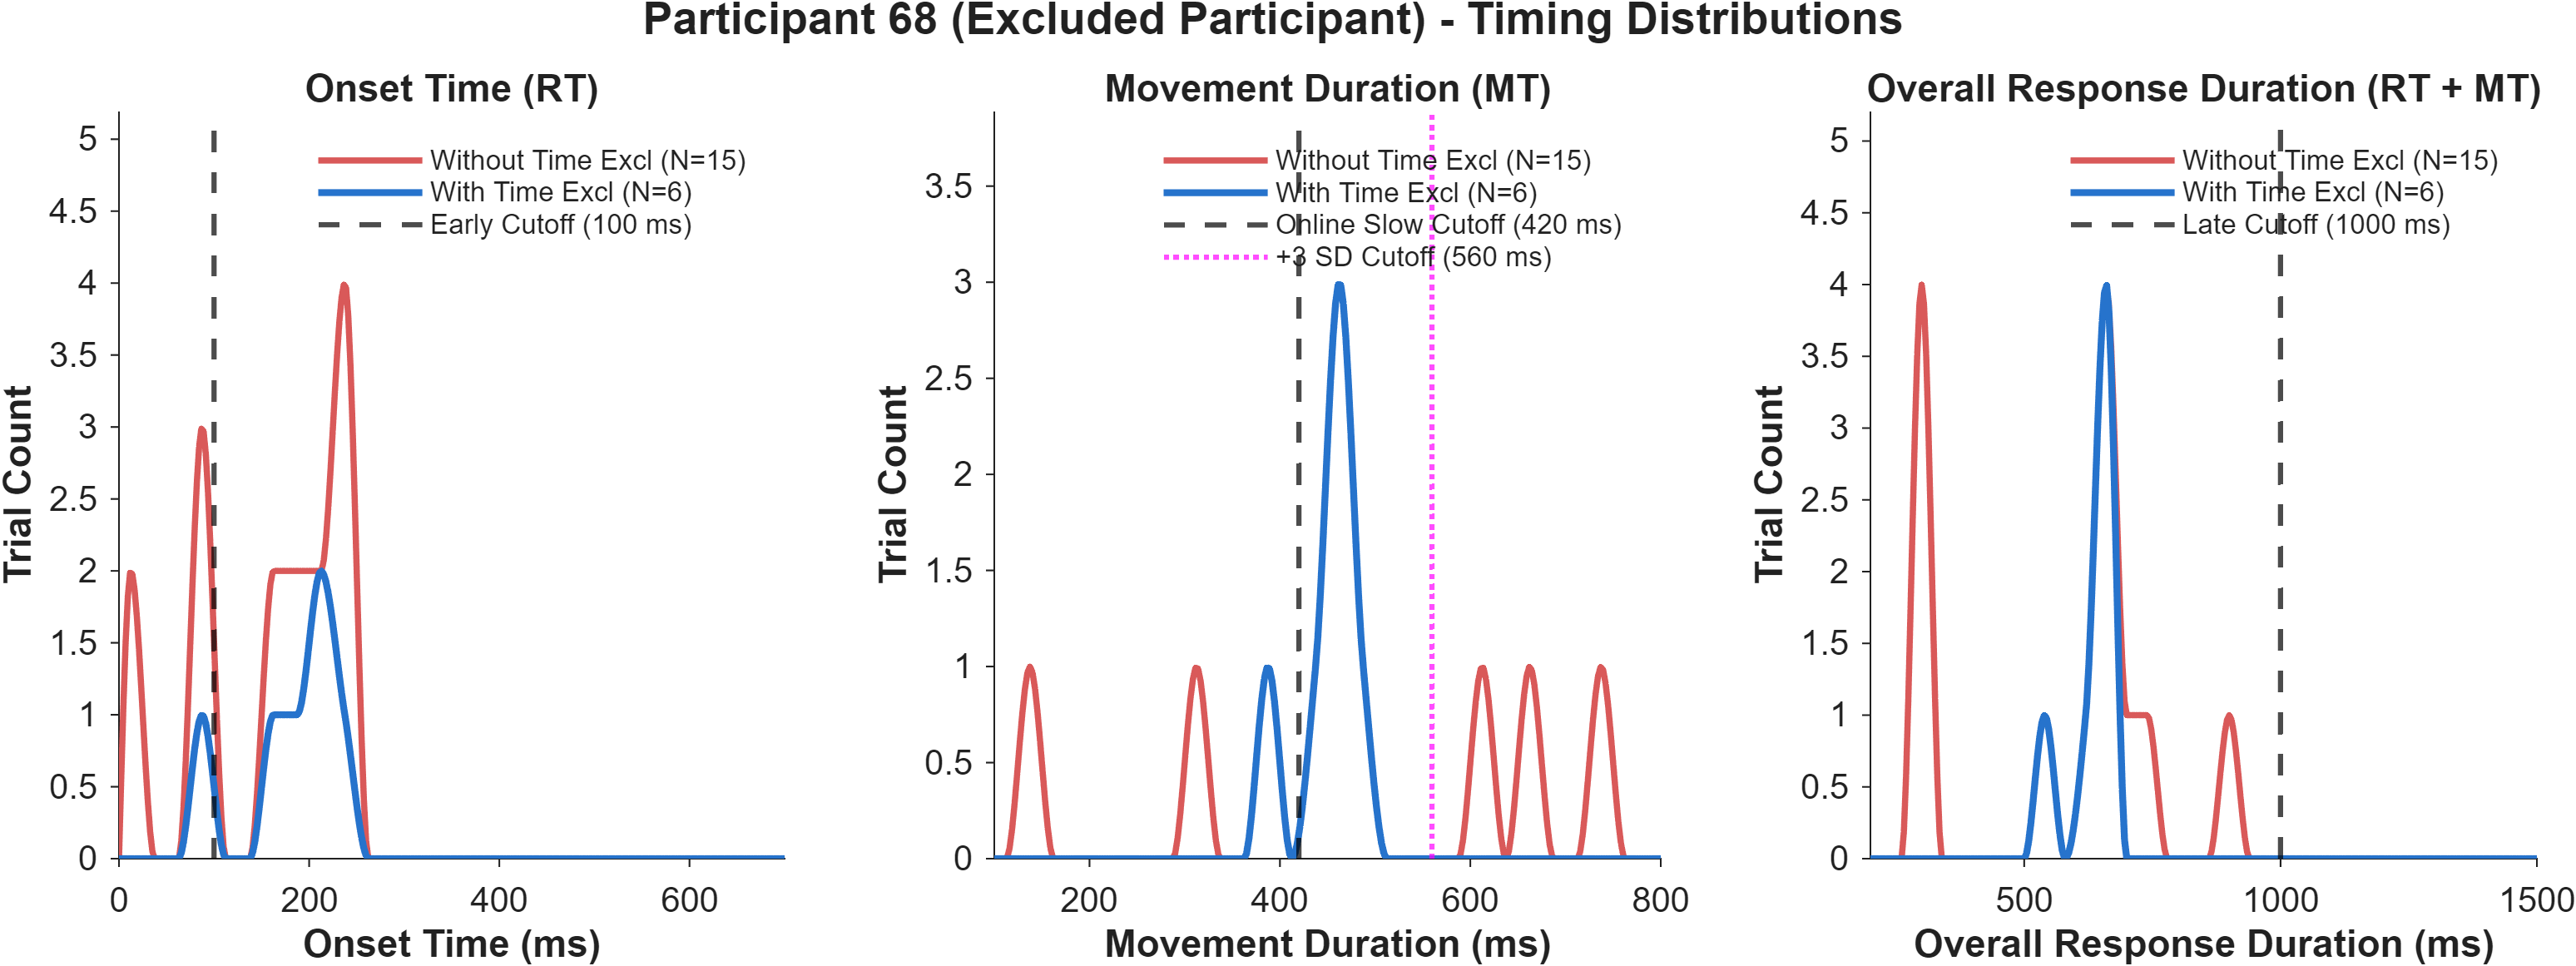 Participant 68 (Excluded Participant) - Timing Distributions
Onset Time (RT)
5
4.5
4
3.5
3
2.5
2
1.5
1
0.5
0
Trial Count
Without Time Excl (N=15)
With Time Excl (N=6)
Early Cutoff (100 ms)
0 200 400 600
Onset Time (ms)
Movement Duration (MT)
3.5
3
2.5
2
1.5
1
0.5
0
Trial Count
Without Time Excl (N=15)
With Time Excl (N=6)
Online Slow Cutoff (420 ms)
+3 SD Cutoff (560 ms)
200 400 600 800
Movement Duration (ms)
Overall Response Duration (RT + MT)
5
4.5
4
3.5
3
2.5
2
1.5
1
0.5
0
Trial Count
Without Time Excl (N=15)
With Time Excl (N=6)
Late Cutoff (1000 ms)
500 1000 1500
Overall Response Duration (ms)